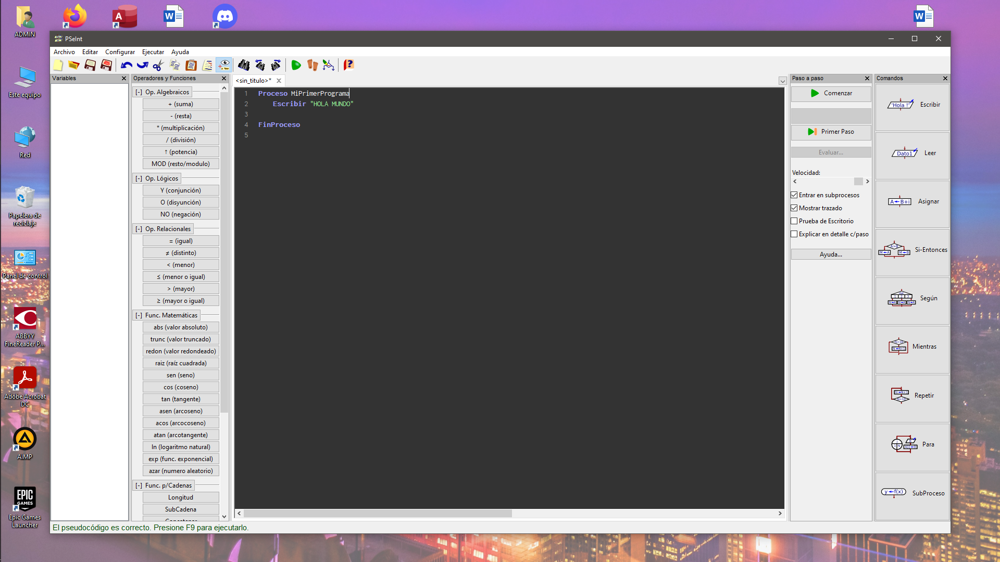 ADMIN
PSeInt
Archivo Editar Configurar Ejecutar Ayuda
Variables
Operadores y Funciones
<sin_titulo>*
Paso a paso
Comandos
[-] Op. Algebraicos
+ (suma)
- (resta)
* (multiplicación)
/ (división)
↑ (potencia)
MOD (resto/modulo)
[-] Op. Lógicos
Y (conjunción)
O (disyunción)
NO (negación)
[-] Op. Relacionales
= (igual)
≠ (distinto)
< (menor)
≤ (menor o igual)
> (mayor)
≥ (mayor o igual)
[-] Func. Matemáticas
abs (valor absoluto)
trunc (valor truncado)
redon (valor redondeado)
raiz (raíz cuadrada)
sen (seno)
cos (coseno)
tan (tangente)
asen (arcoseno)
acos (arcocoseno)
atan (arcotangente)
ln (logaritmo natural)
exp (func. exponencial)
azar (numero aleatorio)
[-] Func. p/Cadenas
Longitud
SubCadena
1 Proceso MiPrimerPrograma
2 Escribir "HOLA MUNDO"
3
4 FinProceso
5
Comenzar
Primer Paso
Evaluar...
Velocidad:
Entrar en subprocesos
Mostrar trazado
Prueba de Escritorio
Explicar en detalle c/paso
Ayuda...
'Hola !' Escribir
Dato1 Leer
A←B+i Asignar
Si-Entonces
Según
Mientras
Repetir
Para
y←f(x) SubProceso
El pseudocódigo es correcto. Presione F9 para ejecutarlo.
Este equipo
Red
Papelera de
reciclaje
Panel de control
ABBYY
FineReader P...
Adobe Acrobat
DC
AIMP
EPIC
GAMES
Epic Games
Launcher